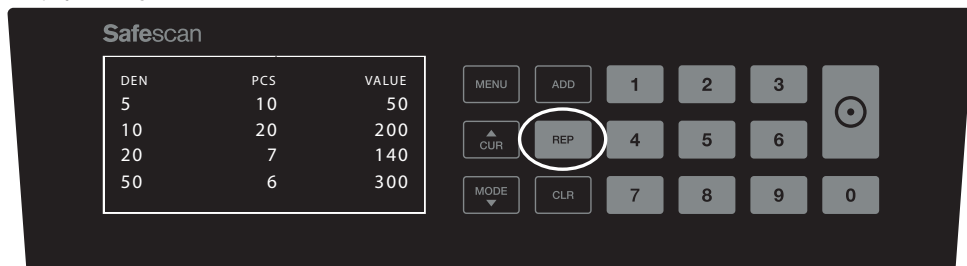 Safescan
DEN PCS VALUE
5 10 50
10 20 200
20 7 140
50 6 300
MENU ADD 1 2 3
CUR REP 4 5 6
MODE CLR 7 8 9 0